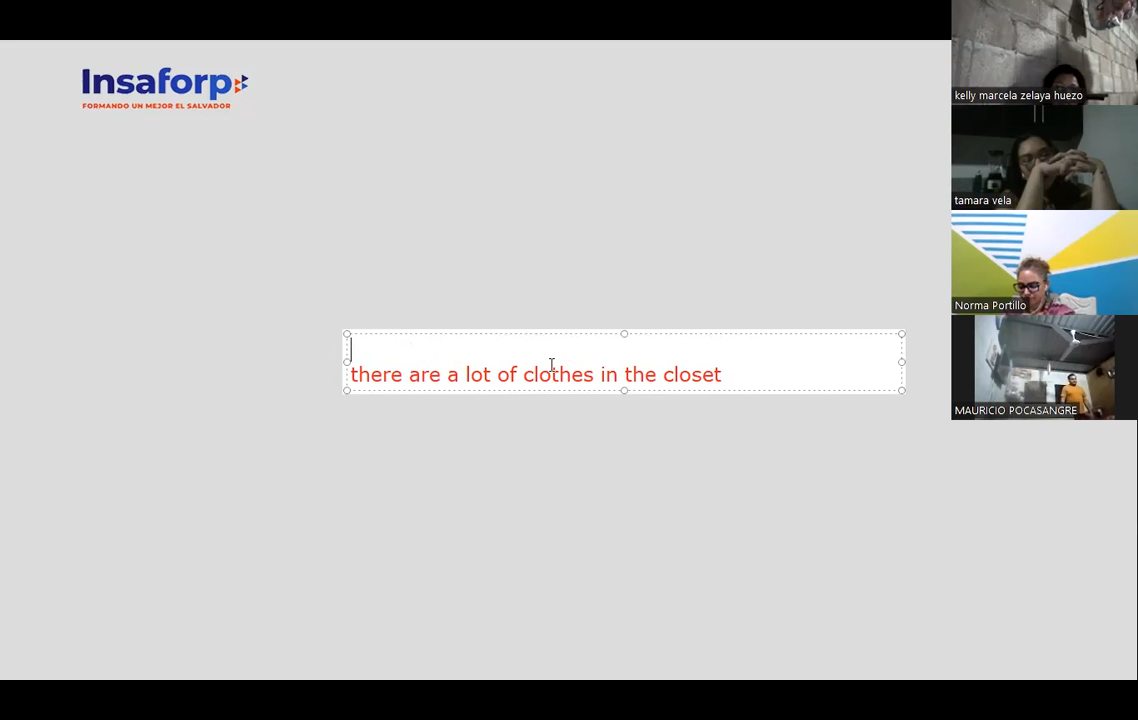 Insaforp
FORMANDO UN MEJOR EL SALVADOR
there are a lot of clothes in the closet
kelly marcela zelaya huezo
tamara vela
Norma Portillo
MAURICIO POCASANGRE